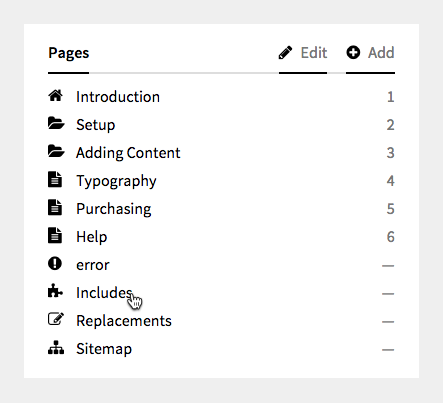 Pages Edit Add
Introduction 1
Setup 2
Adding Content 3
Typography 4
Purchasing 5
Help 6
error —
Includes —
Replacements —
Sitemap —